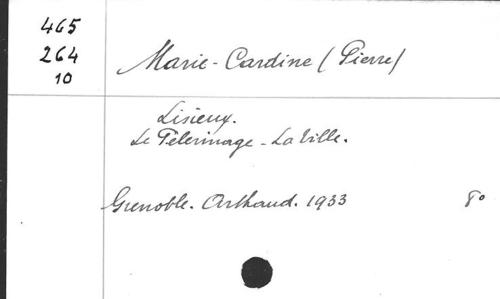 465
264
10
Marie-Cardine (Pierre)
Lisieux.
Le Pèlerinage - La Ville.
Grenoble. Arthaud. 1933 8°